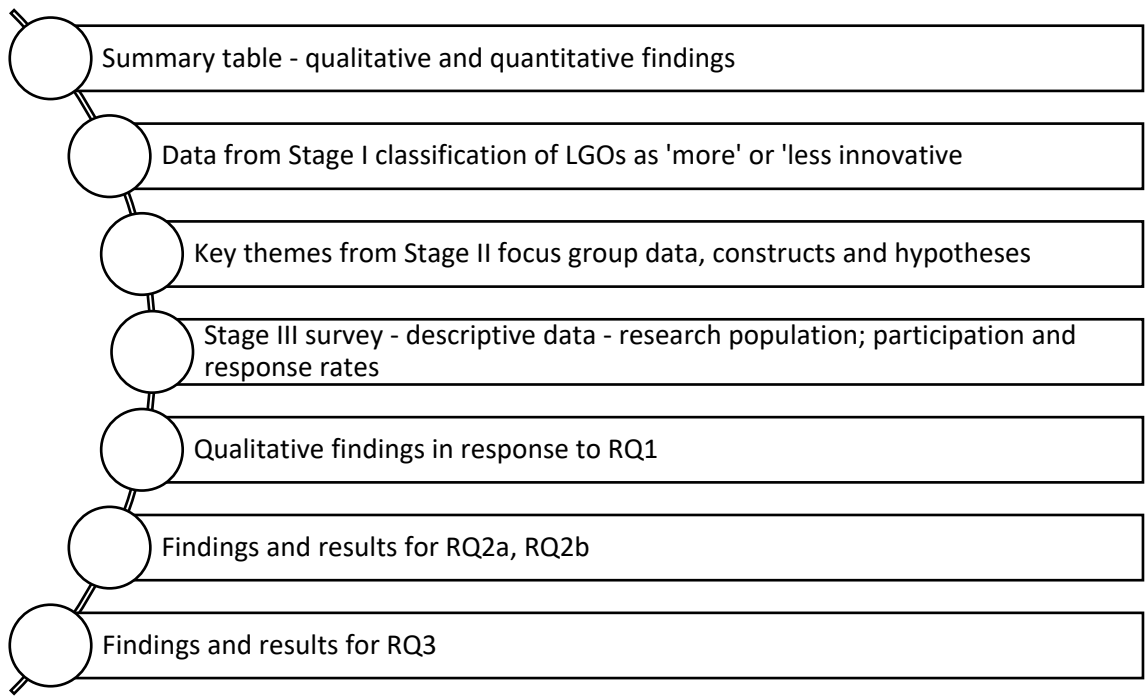 Summary table - qualitative and quantitative findings
Data from Stage I classification of LGOs as 'more' or 'less innovative
Key themes from Stage II focus group data, constructs and hypotheses
Stage III survey - descriptive data - research population; participation and
response rates
Qualitative findings in response to RQ1
Findings and results for RQ2a, RQ2b
Findings and results for RQ3